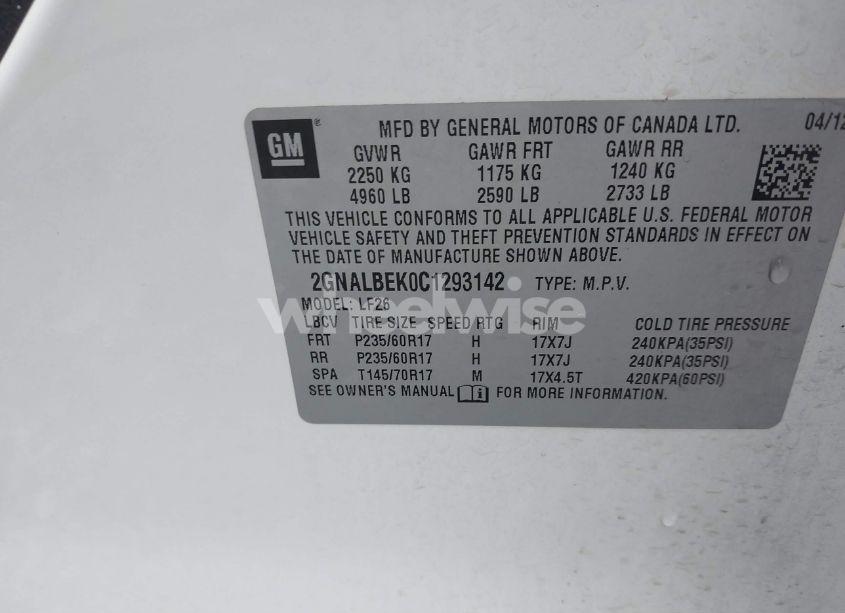 GM ® MFD BY GENERAL MOTORS OF CANADA LTD. 04/12
GVWR GAWR FRT GAWR RR
2250 KG 1175 KG 1240 KG
4960 LB 2590 LB 2733 LB
THIS VEHICLE CONFORMS TO ALL APPLICABLE U.S. FEDERAL MOTOR
VEHICLE SAFETY AND THEFT PREVENTION STANDARDS IN EFFECT ON
THE DATE OF MANUFACTURE SHOWN ABOVE.
2GNALBEK0C1293142 TYPE: M.P.V.
wheelwise
MODEL: LF26
LBCV TIRE SIZE SPEED RTG RIM COLD TIRE PRESSURE
FRT P235/60R17 H 17X7J 240KPA(35PSI)
RR P235/60R17 H 17X7J 240KPA(35PSI)
SPA T145/70R17 M 17X4.5T 420KPA(60PSI)
SEE OWNER'S MANUAL i FOR MORE INFORMATION.